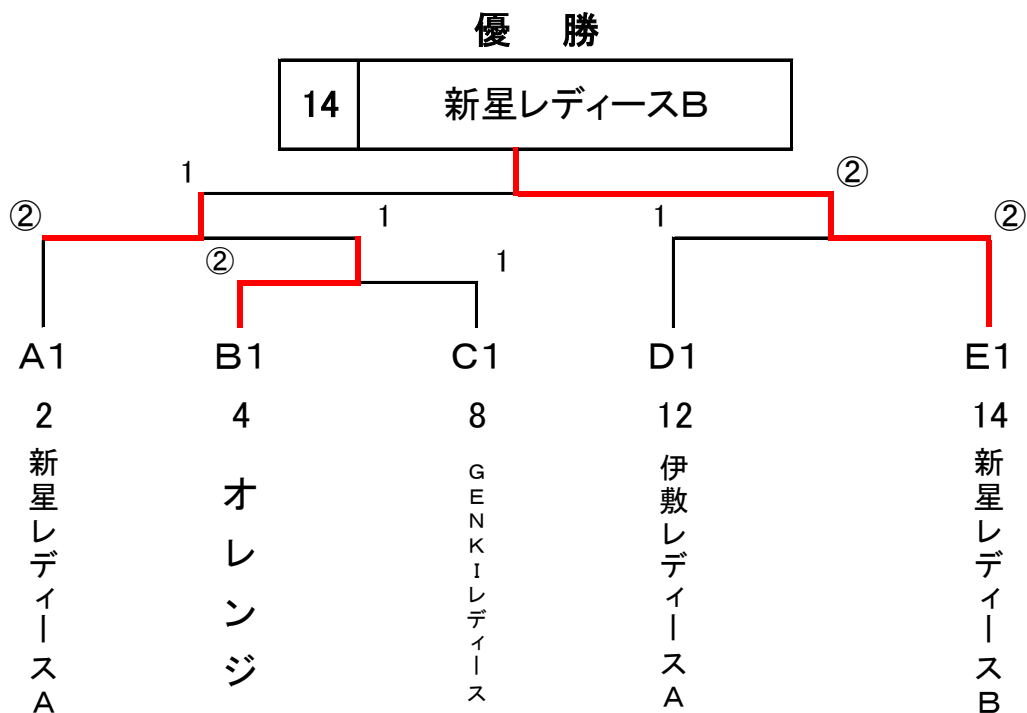 優 勝
14 新星レディースB
1 ②
② 1 1 ②
② 1
A1 B1 C1 D1 E1
2 4 8 12 14
新星レディースA
オレンジ
GENKIレディース
伊敷レディースA
新星レディースB